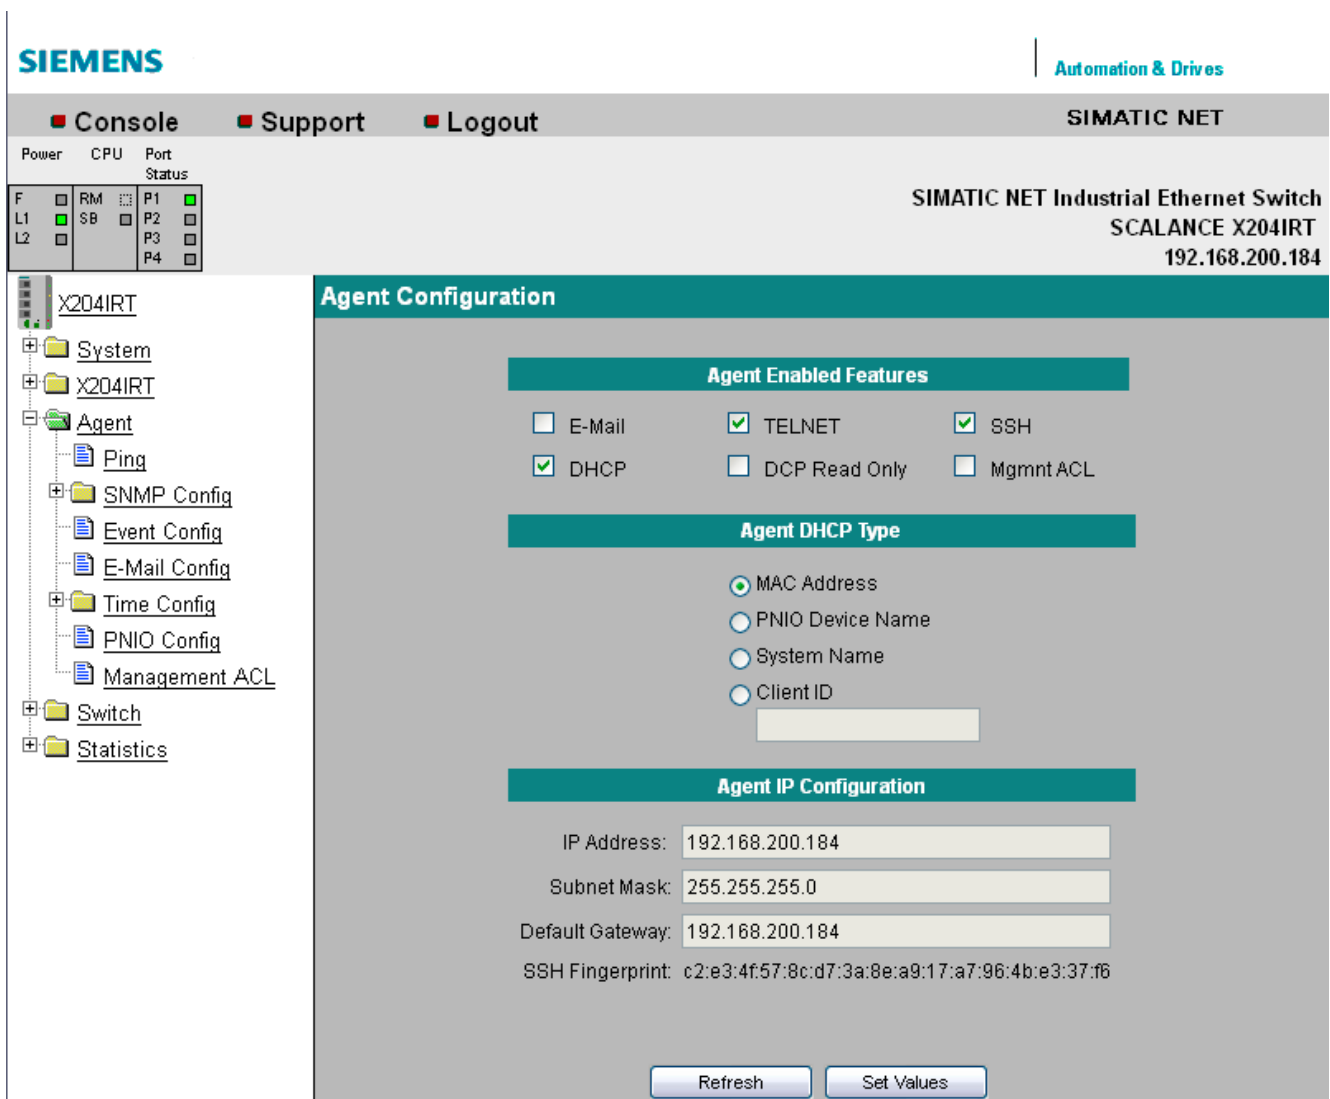 SIEMENS
Automation & Drives
Console Support Logout SIMATIC NET
Power CPU Port
Status
F RM P1
L1 SB P2
L2 P3
P4
SIMATIC NET Industrial Ethernet Switch
SCALANCE X204IRT
192.168.200.184
X204IRT
System
X204IRT
Agent
Ping
SNMP Config
Event Config
E-Mail Config
Time Config
PNIO Config
Management ACL
Switch
Statistics
Agent Configuration
Agent Enabled Features
E-Mail TELNET SSH
DHCP DCP Read Only Mgmnt ACL
Agent DHCP Type
MAC Address
PNIO Device Name
System Name
Client ID
Agent IP Configuration
IP Address: 192.168.200.184
Subnet Mask: 255.255.255.0
Default Gateway: 192.168.200.184
SSH Fingerprint: c2:e3:4f:57:8c:d7:3a:8e:a9:17:a7:96:4b:e3:37:f6
Refresh Set Values